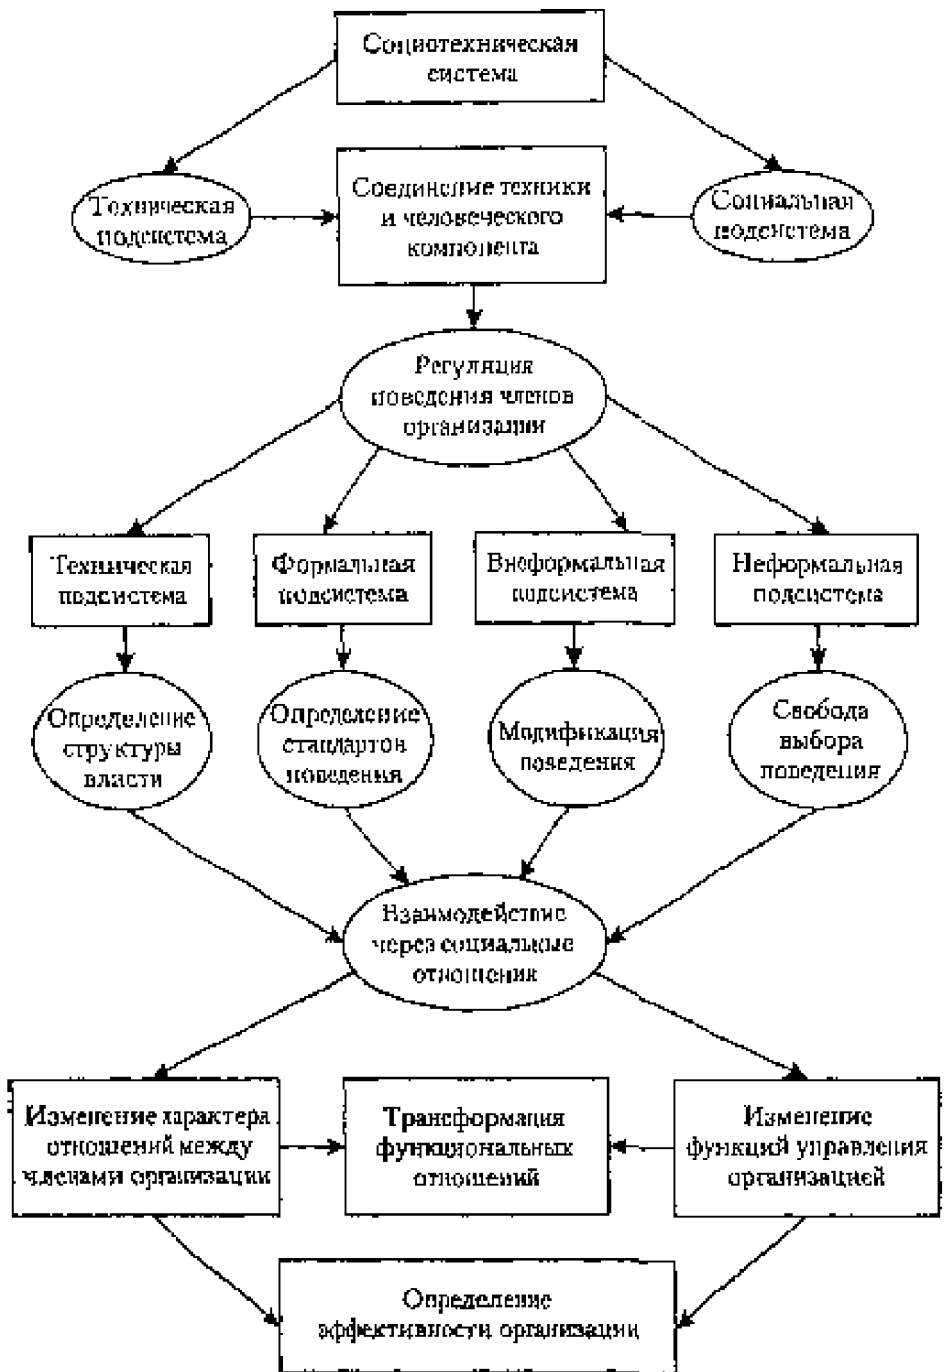 Социотехническая
система
Техническая
подсистема
Соединение техники
и человеческого
компонента
Социальная
подсистема
Регуляция
поведения членов
организации
Техническая
подсистема
Формальная
подсистема
Внеформальная
подсистема
Неформальная
подсистема
Определение
структуры
власти
Определение
стандартов
поведения
Модификация
поведения
Свобода
выбора
поведения
Взаимодействие
через социальные
отношения
Изменение характера
отношений между
членами организации
Трансформация
функциональных
отношений
Изменение
функций управления
организацией
Определение
эффективности организации